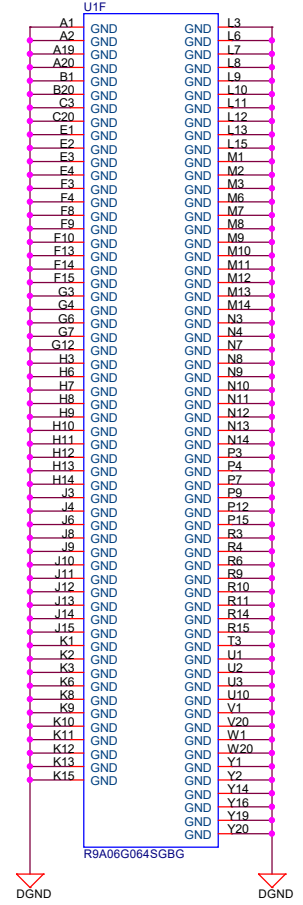 U1F
A1 GND GND L3
A2 GND GND L6
A19 GND GND L7
A20 GND GND L8
B1 GND GND L9
B20 GND GND L10
C3 GND GND L11
C20 GND GND L12
E1 GND GND L13
E2 GND GND L15
E3 GND GND M1
E4 GND GND M2
F3 GND GND M3
F4 GND GND M6
F8 GND GND M7
F9 GND GND M8
F10 GND GND M9
F13 GND GND M10
F14 GND GND M11
F15 GND GND M12
G3 GND GND M13
G4 GND GND M14
G6 GND GND N3
G7 GND GND N4
G12 GND GND N7
H3 GND GND N8
H6 GND GND N9
H7 GND GND N10
H8 GND GND N11
H9 GND GND N12
H10 GND GND N13
H11 GND GND N14
H12 GND GND P3
H13 GND GND P4
H14 GND GND P7
J3 GND GND P9
J4 GND GND P12
J6 GND GND P15
J8 GND GND R3
J9 GND GND R4
J10 GND GND R6
J11 GND GND R9
J12 GND GND R10
J13 GND GND R11
J14 GND GND R14
J15 GND GND R15
K1 GND GND T3
K2 GND GND U1
K3 GND GND U2
K6 GND GND U3
K8 GND GND U10
K9 GND GND V1
K10 GND GND V20
K11 GND GND W1
K12 GND GND W20
K13 GND GND Y1
K15 GND GND Y2
GND Y14
GND Y16
GND Y19
GND Y20
R9A06G064SGBG
DGND DGND